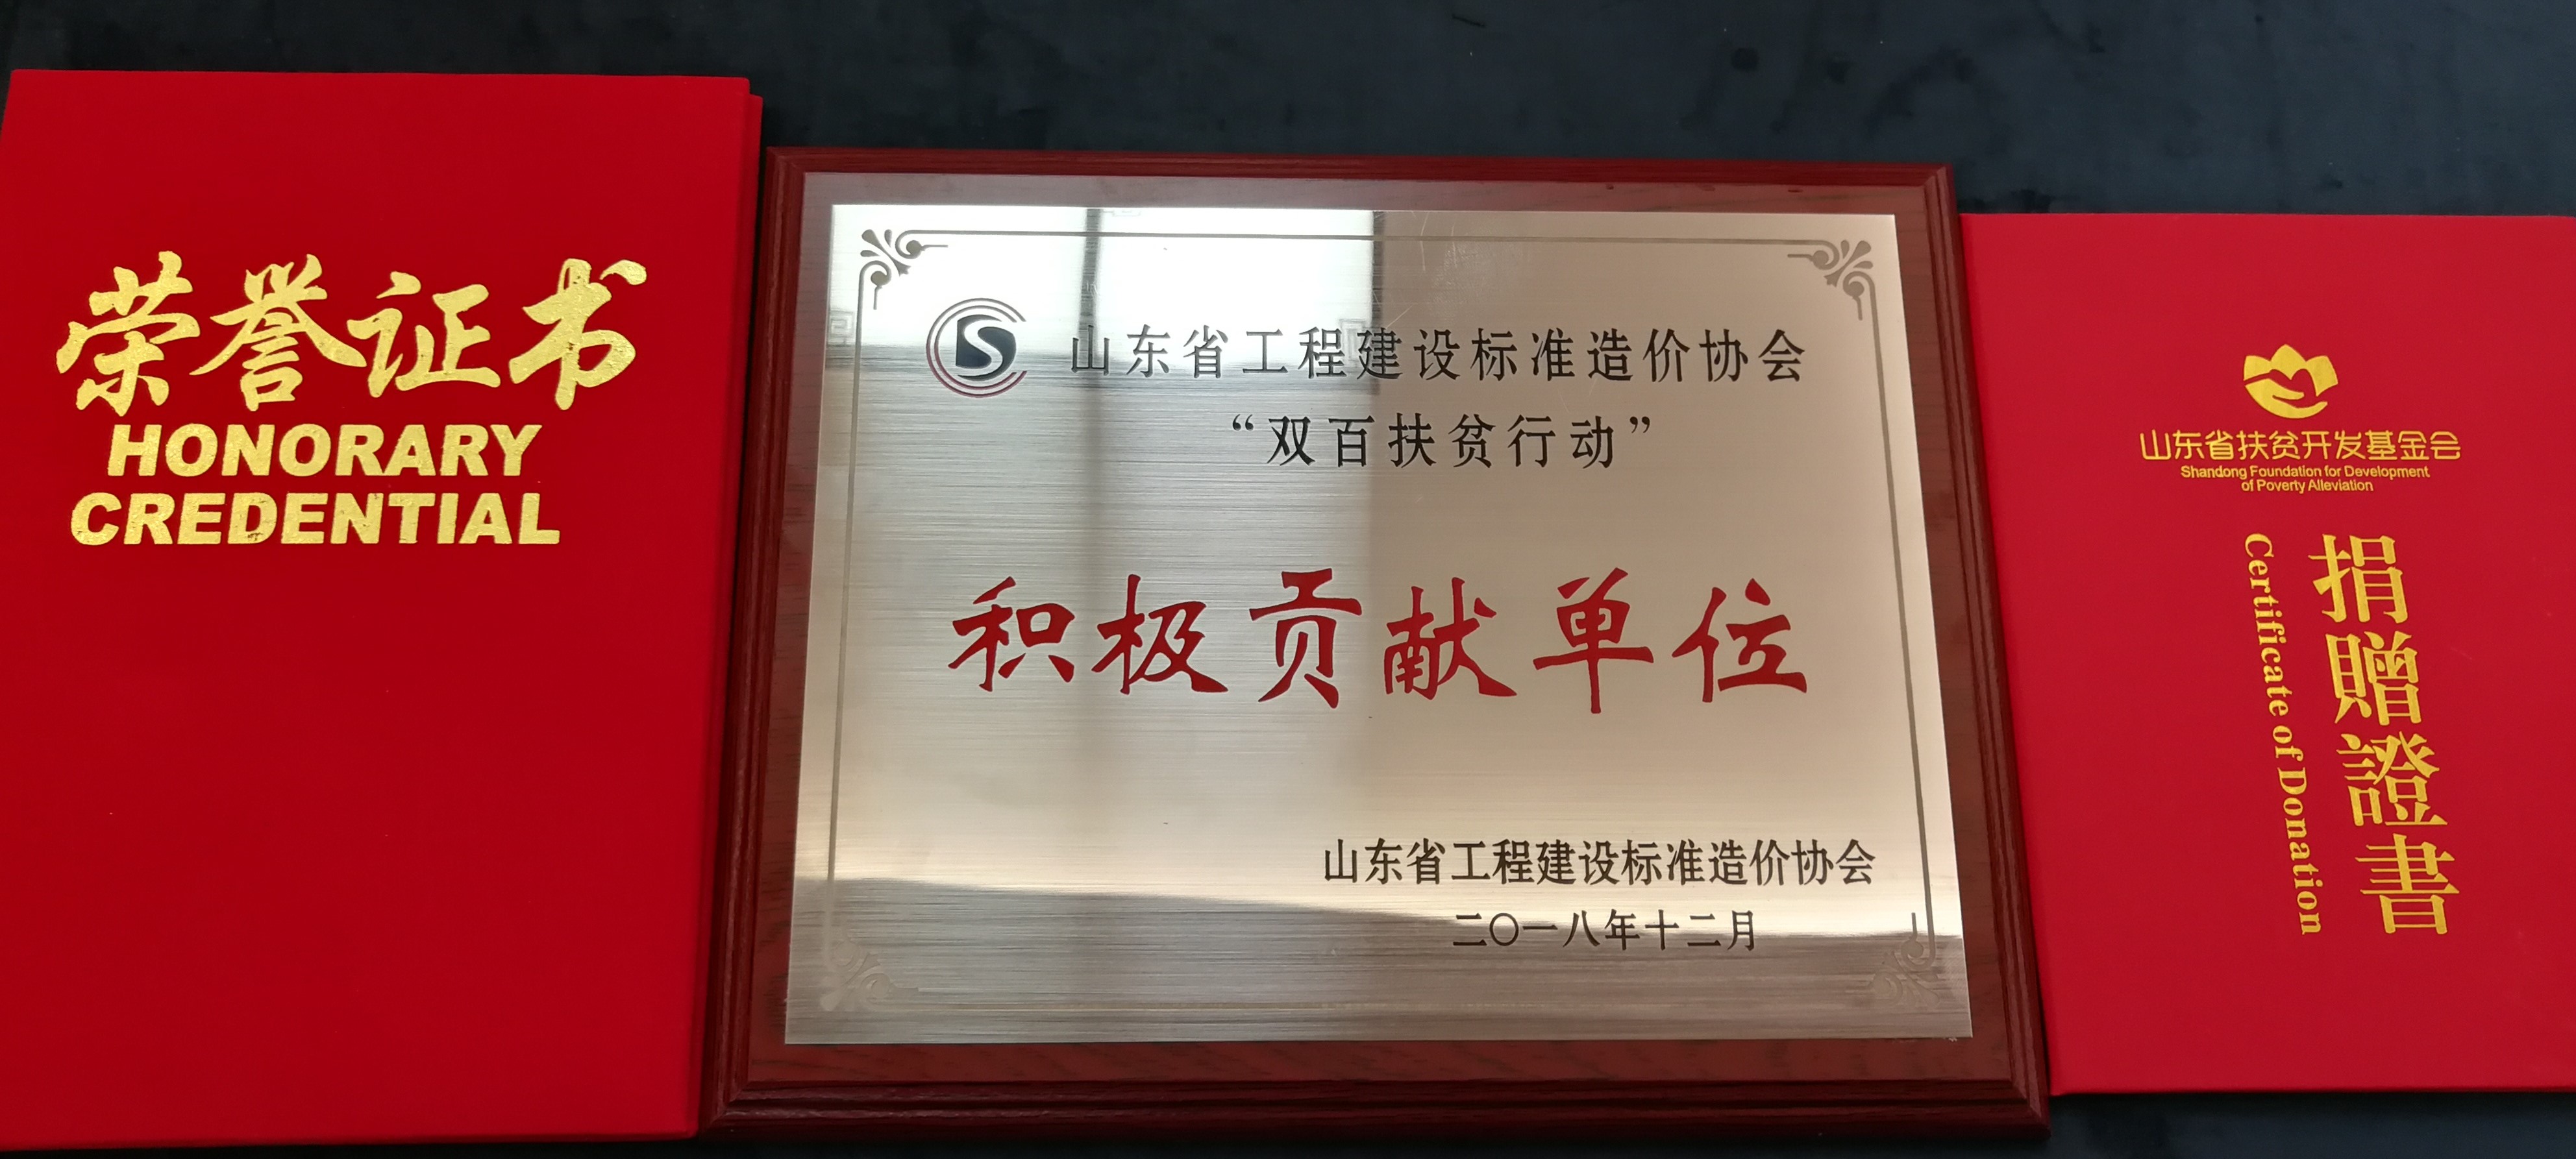 荣誉证书
HONORARY
CREDENTIAL
山东省工程建设标准造价协会
“双百扶贫行动”
积极贡献单位
山东省工程建设标准造价协会
二〇一八年十二月
山东省扶贫开发基金会
Shandong Foundation for Development
of Poverty Alleviation
捐贈證書
Certificate of Donation